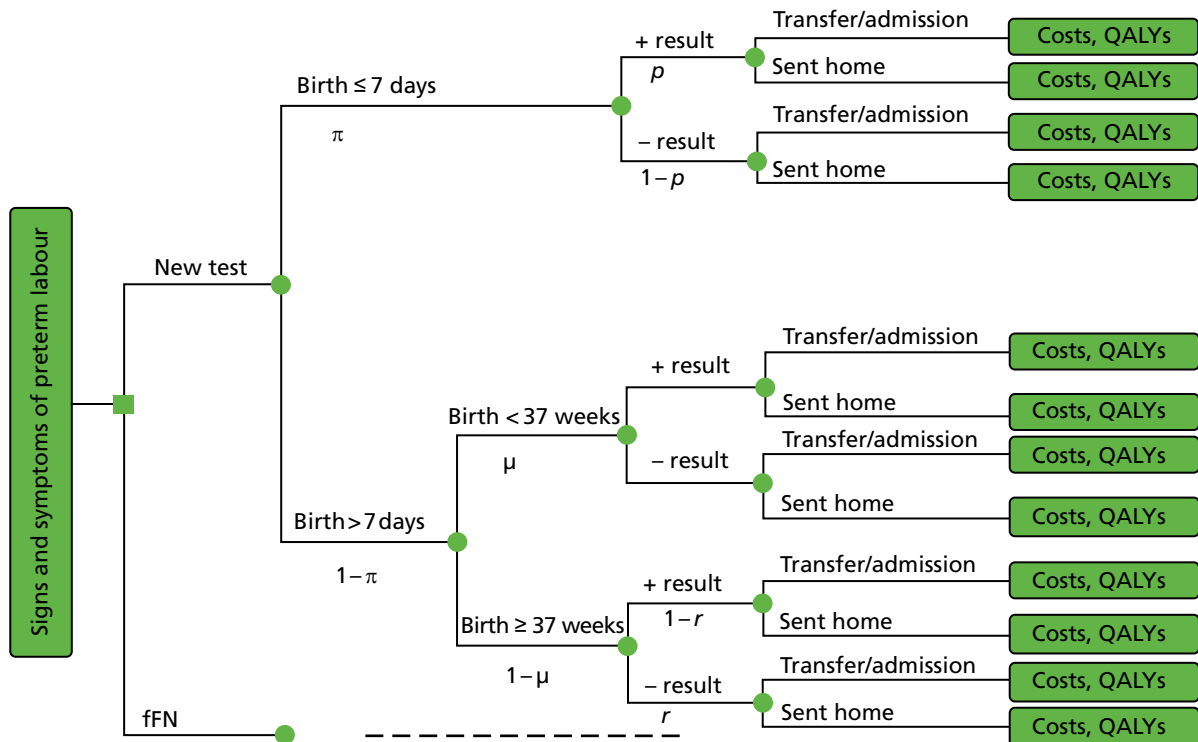 Signs and symptoms of preterm labour
New test
fFN
Birth ≤ 7 days
π
Birth > 7 days
1 – π
Birth < 37 weeks
μ
Birth ≥ 37 weeks
1 – μ
+ result
p
– result
1 – p
+ result
– result
+ result
1 – r
– result
r
Transfer/admission
Costs, QALYs
Sent home
Costs, QALYs
Transfer/admission
Costs, QALYs
Sent home
Costs, QALYs
Transfer/admission
Costs, QALYs
Sent home
Costs, QALYs
Transfer/admission
Costs, QALYs
Sent home
Costs, QALYs
Transfer/admission
Costs, QALYs
Sent home
Costs, QALYs
Transfer/admission
Costs, QALYs
Sent home
Costs, QALYs